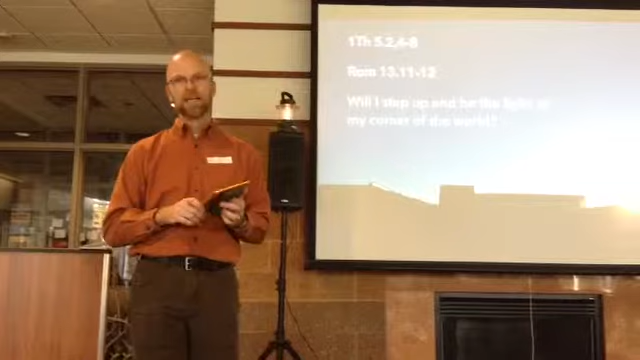 1Th 5.2,4-8
Rom 13.11-12
Will I step up and be the light of
my corner of the world?